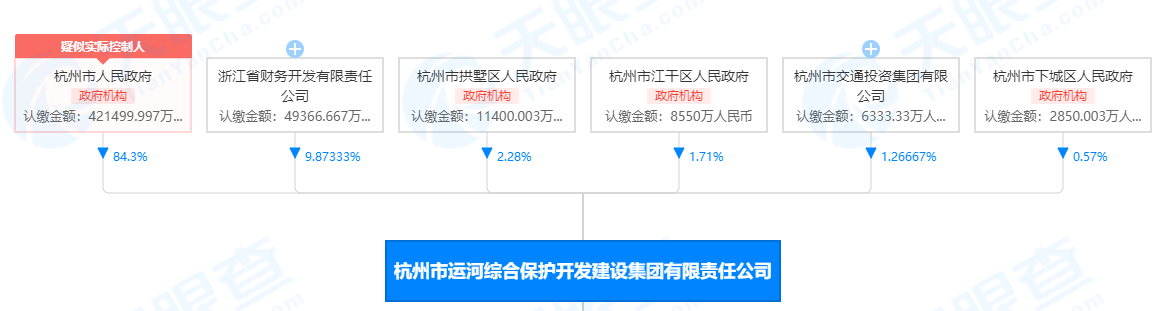 疑似实际控制人
杭州市人民政府
政府机构
认缴金额：421499.997万...
84.3%
浙江省财务开发有限责任
公司
认缴金额：49366.667万...
9.87333%
杭州市拱墅区人民政府
政府机构
认缴金额：11400.003万...
2.28%
杭州市江干区人民政府
政府机构
认缴金额：8550万人民币
1.71%
杭州市交通投资集团有限
公司
认缴金额：6333.33万人...
1.26667%
杭州市下城区人民政府
政府机构
认缴金额：2850.003万人...
0.57%
杭州市运河综合保护开发建设集团有限责任公司
天眼查
TianYanCha.com